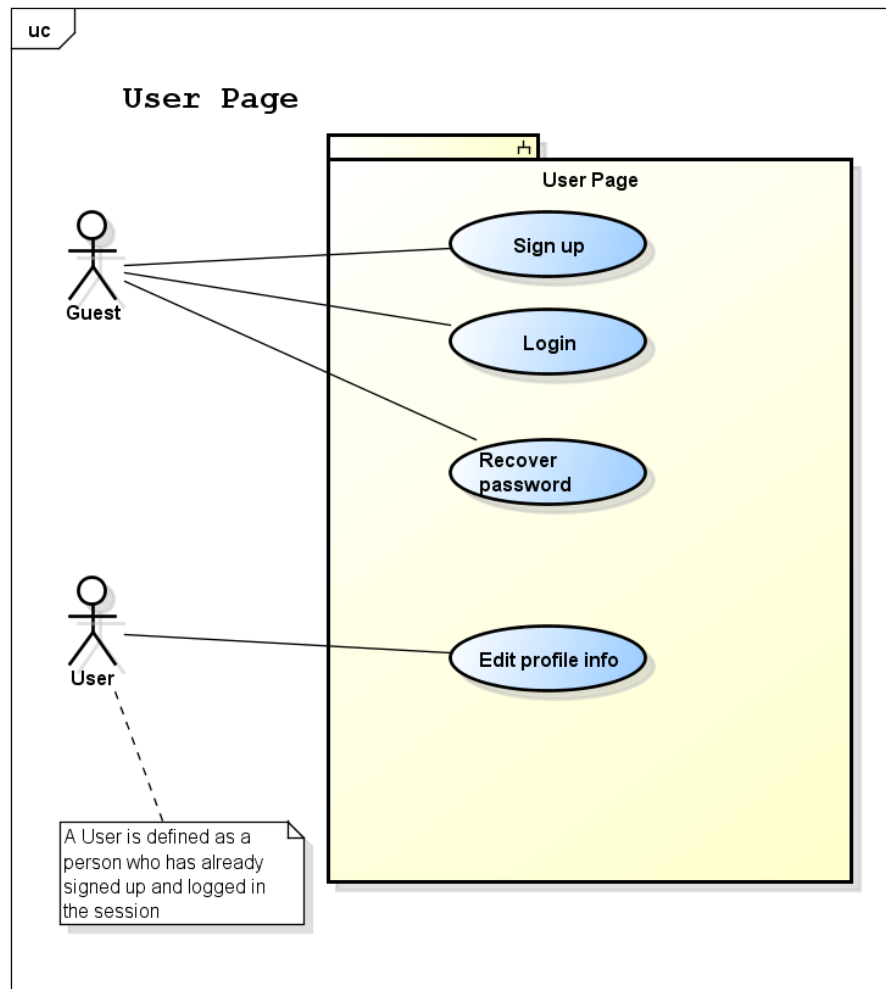 uc
User Page
User Page
Sign up
Guest
Login
Recover
password
User
Edit profile info
A User is defined as a
person who has already
signed up and logged in
the session